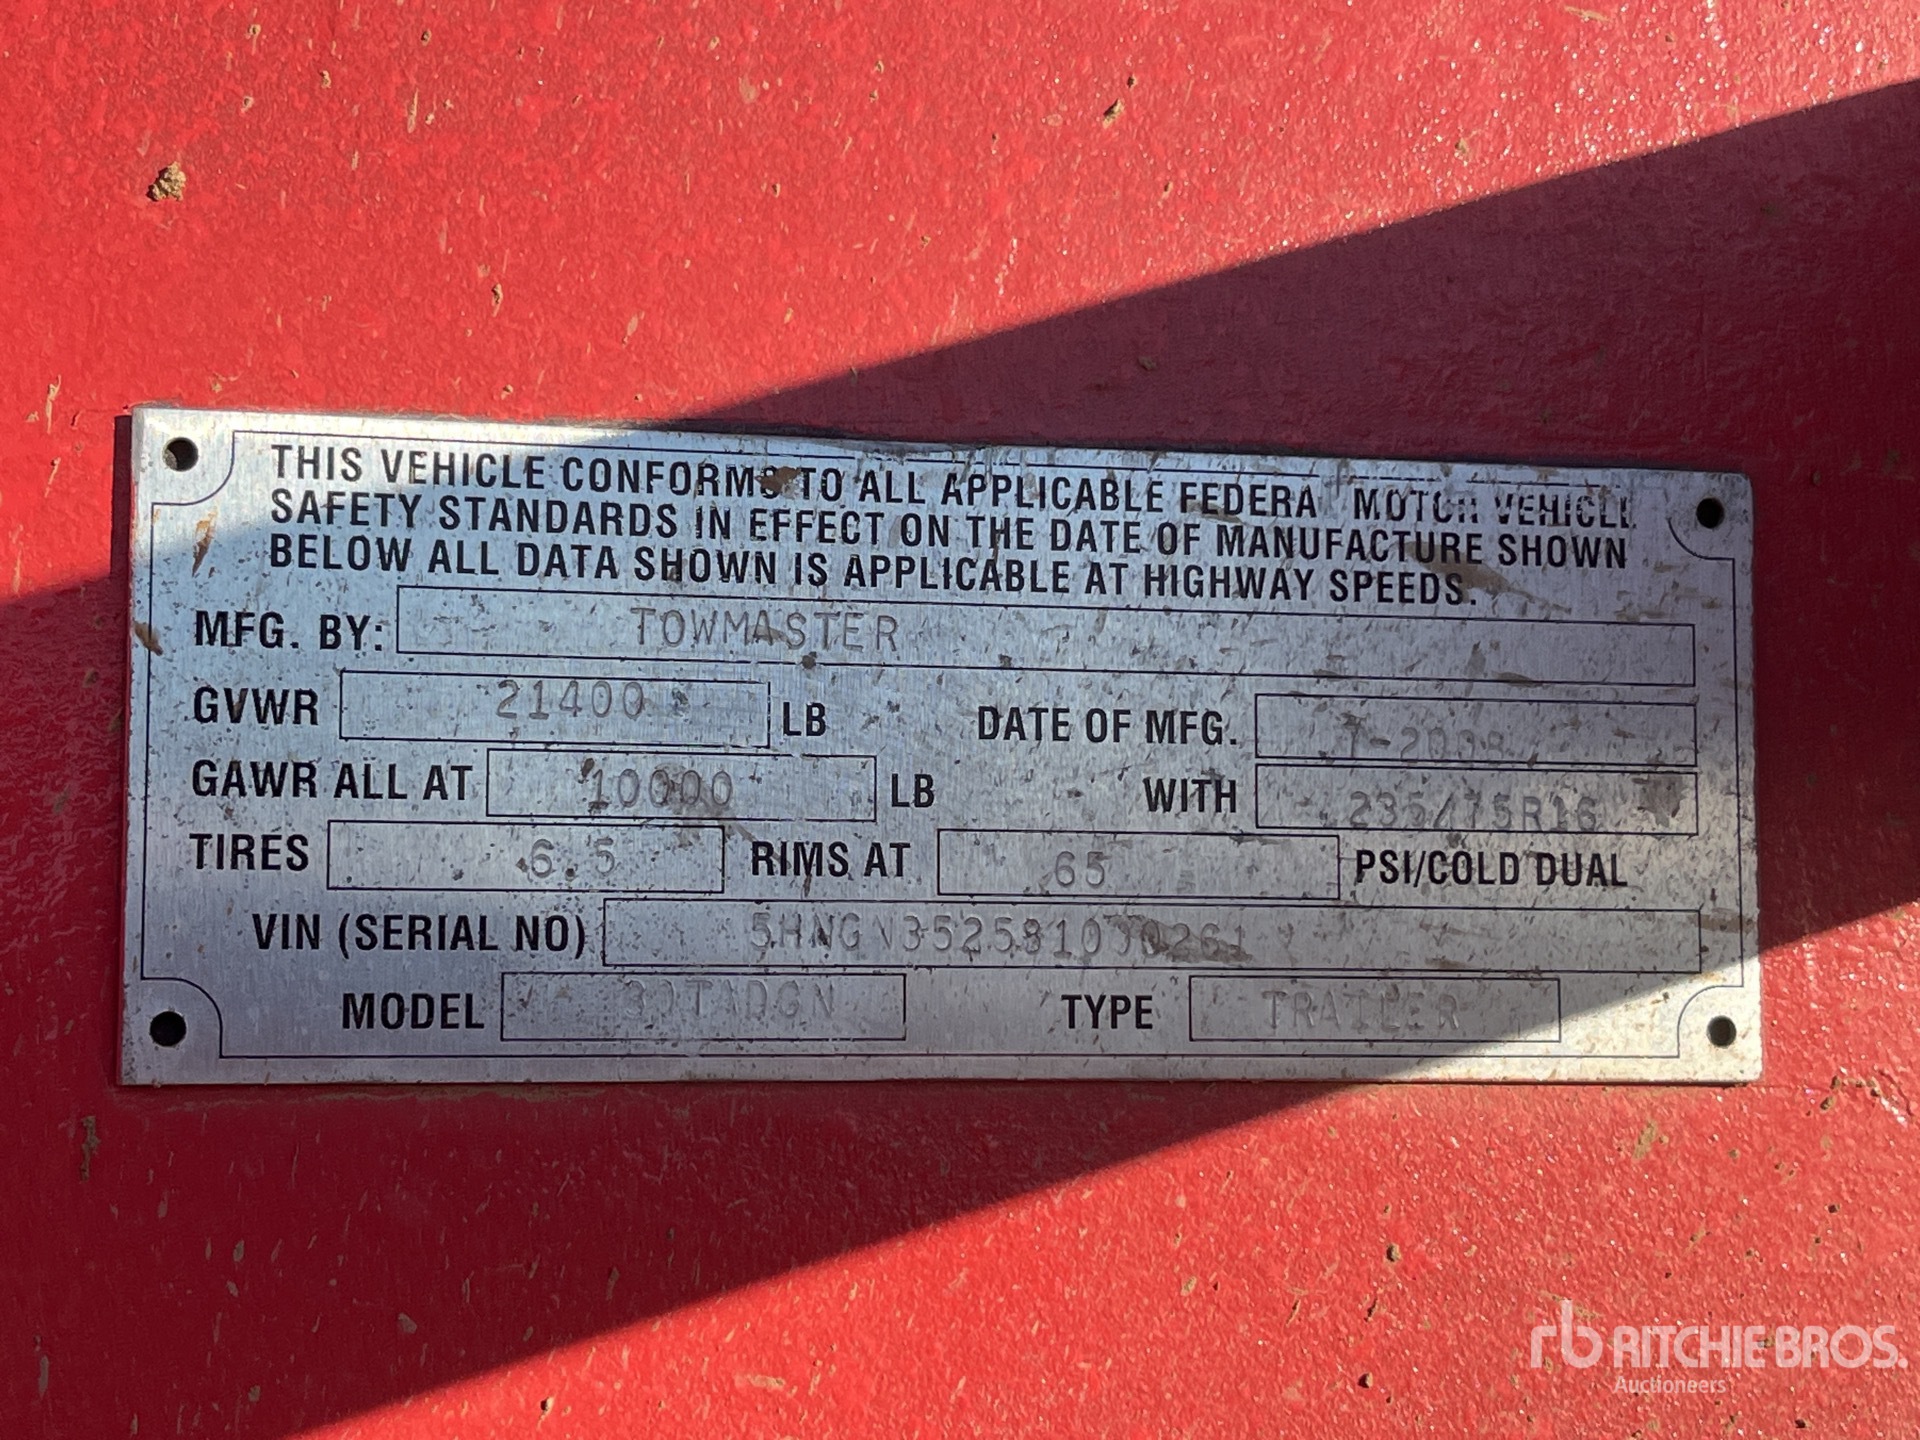 THIS VEHICLE CONFORMS TO ALL APPLICABLE FEDERA MOTOR VEHICLE
SAFETY STANDARDS IN EFFECT ON THE DATE OF MANUFACTURE SHOWN
BELOW ALL DATA SHOWN IS APPLICABLE AT HIGHWAY SPEEDS.
MFG. BY: TOWMASTER
GVWR 21400 LB DATE OF MFG.
GAWR ALL AT 10000 LB WITH 235/75R16
TIRES 6.5 RIMS AT 65 PSI/COLD DUAL
VIN (SERIAL NO)
MODEL TYPE TRAILER
rb RITCHIE BROS.
Auctioneers